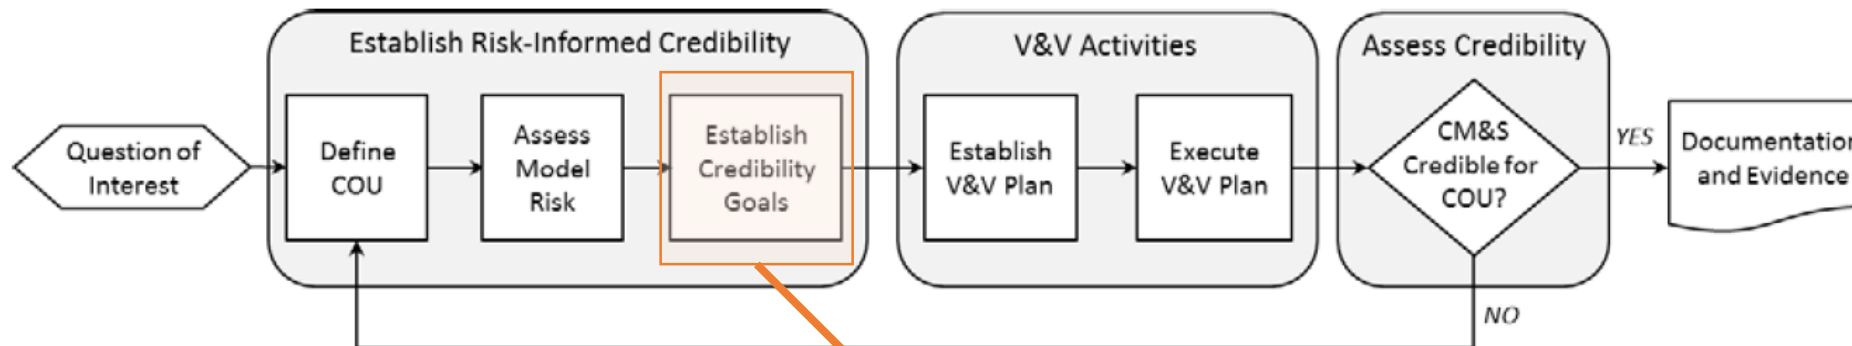 Establish Risk-Informed Credibility
V&V Activities
Assess Credibility
Question of
Interest
Define
COU
Assess
Model
Risk
Establish
Credibility
Goals
Establish
V&V Plan
Execute
V&V Plan
CM&S
Credible for
COU?
YES
Documentation
and Evidence
NO